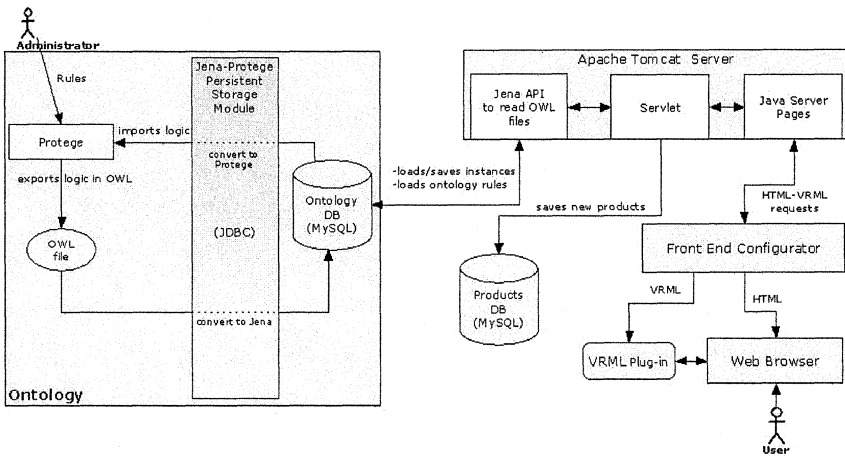 Administrator
Rules
Protege
imports logic
exports logic in OWL
OWL
file
Jena-Protege
Persistent
Storage
Module
convert to
Protege
(JDBC)
convert to Jena
Ontology
DB
(MySQL)
Ontology
-loads/saves instances
-loads ontology rules
Apache Tomcat Server
Jena API
to read OWL
files
Servlet
Java Server
Pages
saves new products
Products
DB
(MySQL)
HTML-VRML
requests
Front End Configurator
VRML
HTML
VRML Plug-in
Web Browser
User